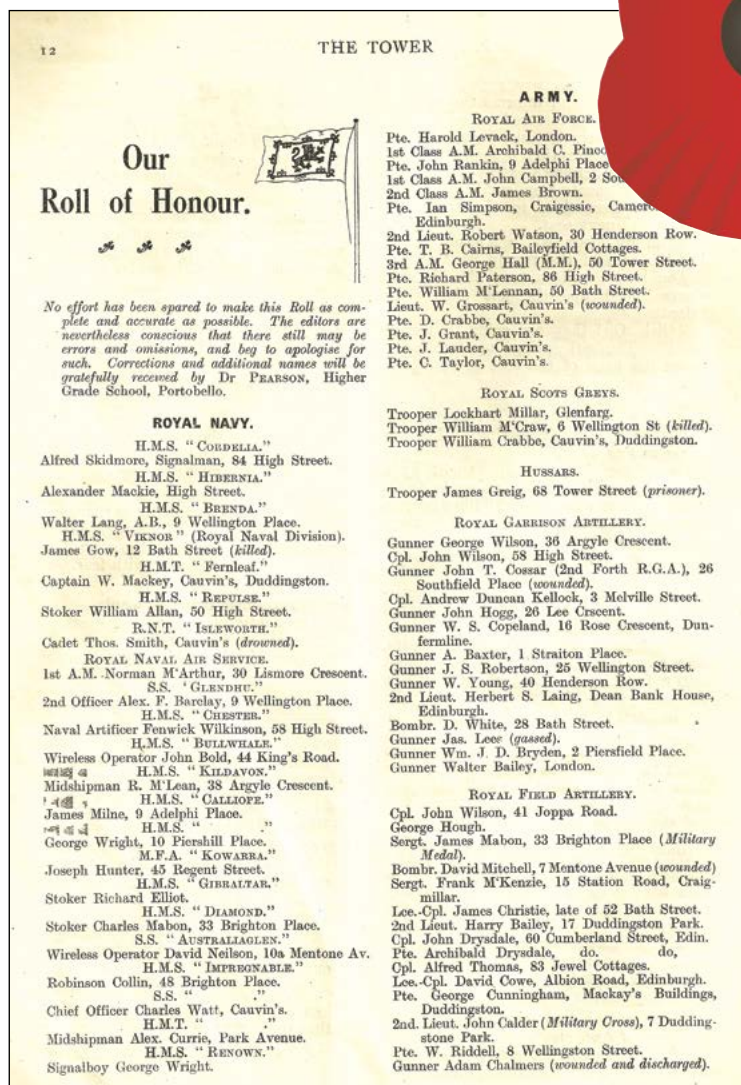 12
THE TOWER
Our
Roll of Honour.
No effort has been spared to make this Roll as com-
plete and accurate as possible. The editors are
nevertheless conscious that there still may be
errors and omissions, and beg to apologise for
such. Corrections and additional names will be
gratefully received by Dr PEARSON, Higher
Grade School, Portobello.
ROYAL NAVY.
H.M.S. “ CORDELIA.”
Alfred Skidmore, Signalman, 84 High Street.
H.M.S. “ HIBERNIA.”
Alexander Mackie, High Street.
H.M.S. “ BRENDA.”
Walter Lang, A.B., 9 Wellington Place.
H.M.S. “ VIKNOR ” (Royal Naval Division).
James Gow, 12 Bath Street (killed).
H.M.T. “ Fernleaf.”
Captain W. Mackey, Cauvin's, Duddingston.
H.M.S. “ REPULSE.”
Stoker William Allan, 50 High Street.
R.N.T. “ ISLEWORTH.”
Cadet Thos. Smith, Cauvin's (drowned).
ROYAL NAVAL AIR SERVICE.
1st A.M. Norman M‘Arthur, 30 Lismore Crescent.
S.S. ‘ GLENDHU.”
2nd Officer Alex. F. Barclay, 9 Wellington Place.
H.M.S. “ CHESTER.”
Naval Artificer Fenwick Wilkinson, 58 High Street.
H.M.S. “ BULLWHALE.”
Wireless Operator John Bold, 44 King's Road.
H.M.S. “ KILDAVON.”
Midshipman R. M‘Lean, 38 Argyle Crescent.
H.M.S. “ CALLIOPE.”
James Milne, 9 Adelphi Place.
H.M.S. “ .”
George Wright, 10 Piershill Place.
M.F.A. “ KOWARRA.”
Joseph Hunter, 45 Regent Street.
H.M.S. “ GIBRALTAR.”
Stoker Richard Elliot.
H.M.S. “ DIAMOND.”
Stoker Charles Mabon, 33 Brighton Place.
S.S. “ AUSTRALIAGLEN.”
Wireless Operator David Neilson, 10a Mentone Av.
H.M.S. “ IMPREGNABLE.”
Robinson Collin, 48 Brighton Place.
S.S. “ .”
Chief Officer Charles Watt, Cauvin's.
H.M.T. “ .”
Midshipman Alex. Currie, Park Avenue.
H.M.S. “ RENOWN.”
Signalboy George Wright.
ARMY.
ROYAL AIR FORCE.
Pte. Harold Levack, London.
1st Class A.M. Archibald C.
Pte. John Rankin, 9 Adelphi Place
1st Class A.M. John Campbell, 2
2nd Class A.M. James Brown.
Pte. Ian Simpson, Craigessie,
Edinburgh.
2nd Lieut. Robert Watson, 30 Henderson Row.
Pte. T. B. Cairns, Baileyfield Cottages.
3rd A.M. George Hall (M.M.), 50 Tower Street.
Pte. Richard Paterson, 86 High Street.
Pte. William M‘Lennan, 50 Bath Street.
Lieut. W. Grossart, Cauvin's (wounded).
Pte. D. Crabbe, Cauvin's.
Pte. J. Grant, Cauvin's.
Pte. J. Lauder, Cauvin's.
Pte. C. Taylor, Cauvin's.
ROYAL SCOTS GREYS.
Trooper Lockhart Millar, Glenfarg.
Trooper William M‘Craw, 6 Wellington St (killed).
Trooper William Crabbe, Cauvin's, Duddingston.
HUSSARS.
Trooper James Greig, 68 Tower Street (prisoner).
ROYAL GARRISON ARTILLERY.
Gunner George Wilson, 36 Argyle Crescent.
Cpl. John Wilson, 58 High Street.
Gunner John T. Cossar (2nd Forth R.G.A.), 26
Southfield Place (wounded).
Cpl. Andrew Duncan Kellock, 3 Melville Street.
Gunner John Hogg, 26 Lee Crscent.
Gunner W. S. Copeland, 16 Rose Crescent, Dun-
fermline.
Gunner A. Baxter, 1 Straiton Place.
Gunner J. S. Robertson, 25 Wellington Street.
Gunner W. Young, 40 Henderson Row.
2nd Lieut. Herbert S. Laing, Dean Bank House,
Edinburgh.
Bombr. D. White, 28 Bath Street.
Gunner Jas. Lees (gassed).
Gunner Wm. J. D. Bryden, 2 Piersfield Place.
Gunner Walter Bailey, London.
ROYAL FIELD ARTILLERY.
Cpl. John Wilson, 41 Joppa Road.
George Hough.
Sergt. James Mabon, 33 Brighton Place (Military
Medal).
Bombr. David Mitchell, 7 Mentone Avenue (wounded)
Sergt. Frank M‘Kenzie, 15 Station Road, Craig-
millar.
Lce.-Cpl. James Christie, late of 52 Bath Street.
2nd Lieut. Harry Bailey, 17 Duddingston Park.
Cpl. John Drysdale, 60 Cumberland Street, Edin.
Pte. Archibald Drysdale, do. do,
Cpl. Alfred Thomas, 83 Jewel Cottages.
Lce.-Cpl. David Cowe, Albion Road, Edinburgh.
Pte. George Cunningham, Mackay's Buildings,
Duddingston.
2nd. Lieut. John Calder (Military Cross), 7 Dudding-
stone Park.
Pte. W. Riddell, 8 Wellingston Street.
Gunner Adam Chalmers (wounded and discharged).